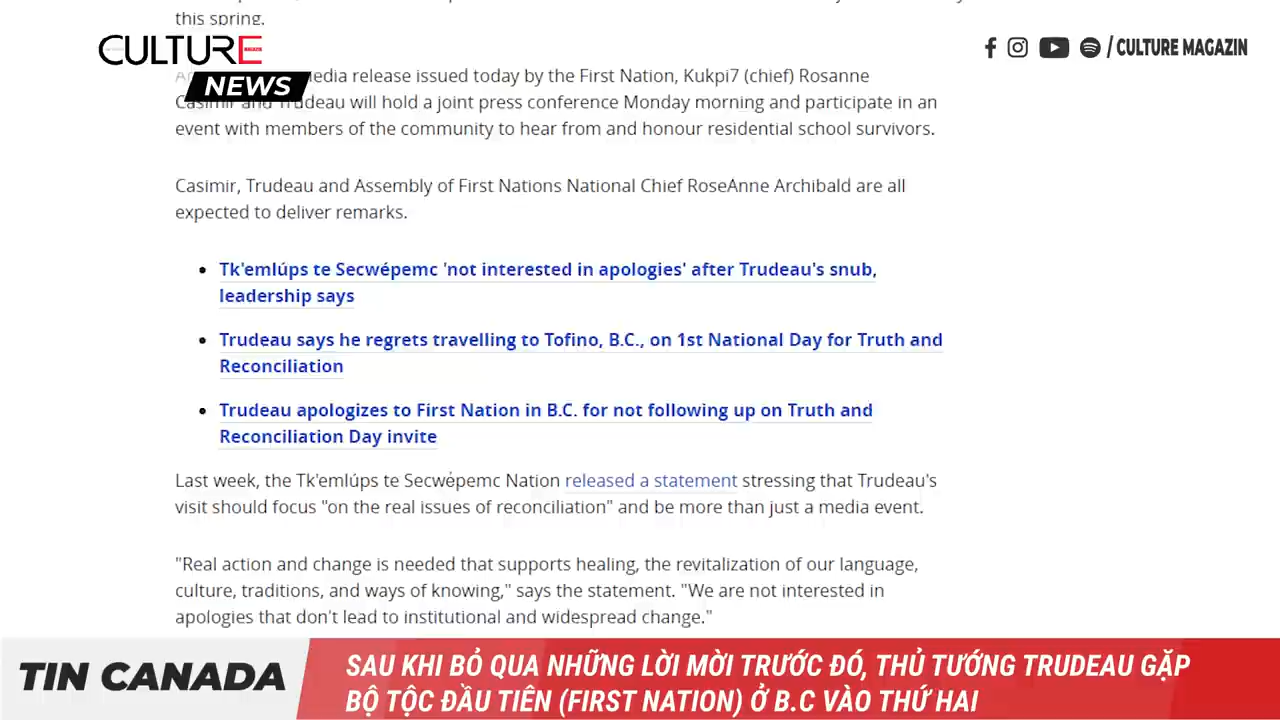 this spring.
CULTURE
NEWS
/ CULTURE MAGAZIN
media release issued today by the First Nation, Kukpi7 (chief) Rosanne
Casimir and Trudeau will hold a joint press conference Monday morning and participate in an
event with members of the community to hear from and honour residential school survivors.
Casimir, Trudeau and Assembly of First Nations National Chief RoseAnne Archibald are all
expected to deliver remarks.
• Tk'emlúps te Secwépemc 'not interested in apologies' after Trudeau's snub,
leadership says
• Trudeau says he regrets travelling to Tofino, B.C., on 1st National Day for Truth and
Reconciliation
• Trudeau apologizes to First Nation in B.C. for not following up on Truth and
Reconciliation Day invite
Last week, the Tk'emlúps te Secwépemc Nation released a statement stressing that Trudeau's
visit should focus "on the real issues of reconciliation" and be more than just a media event.
"Real action and change is needed that supports healing, the revitalization of our language,
culture, traditions, and ways of knowing," says the statement. "We are not interested in
apologies that don't lead to institutional and widespread change."
TIN CANADA
SAU KHI BỎ QUA NHỮNG LỜI MỜI TRƯỚC ĐÓ, THỦ TƯỚNG TRUDEAU GẶP
BỘ TỘC ĐẦU TIÊN (FIRST NATION) Ở B.C VÀO THỨ HAI